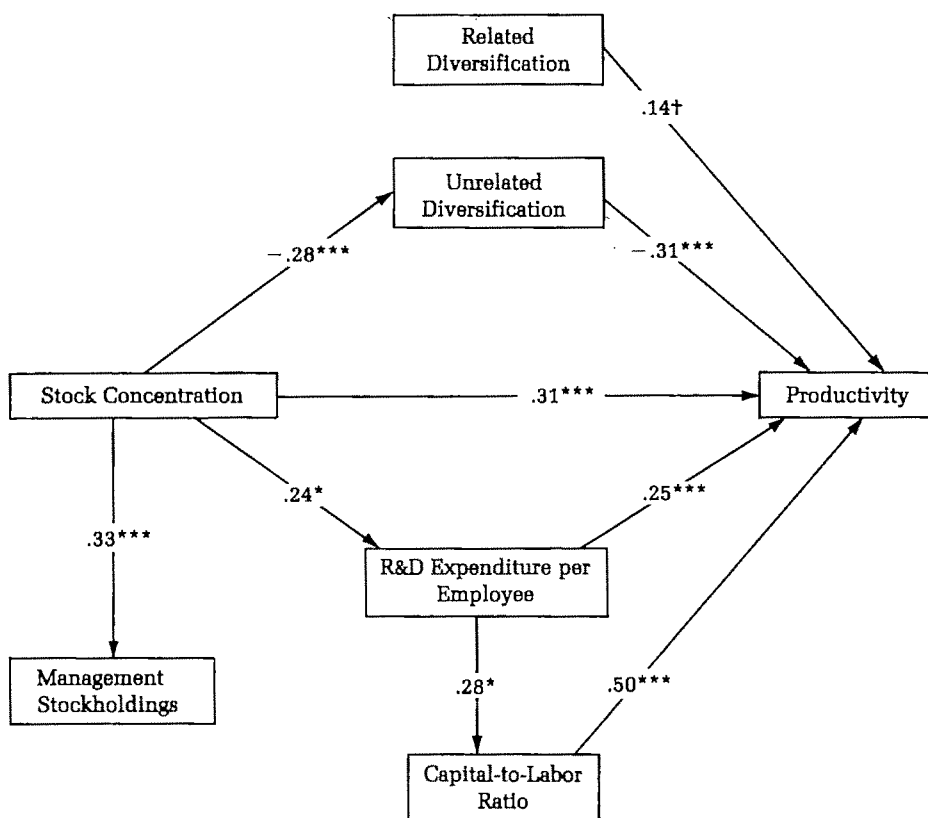 Related
Diversification
.14†
Unrelated
Diversification
−.28***
−.31***
Stock Concentration
.31***
Productivity
.24*
.25***
.33***
R&D Expenditure per
Employee
Management
Stockholdings
.28*
.50***
Capital-to-Labor
Ratio